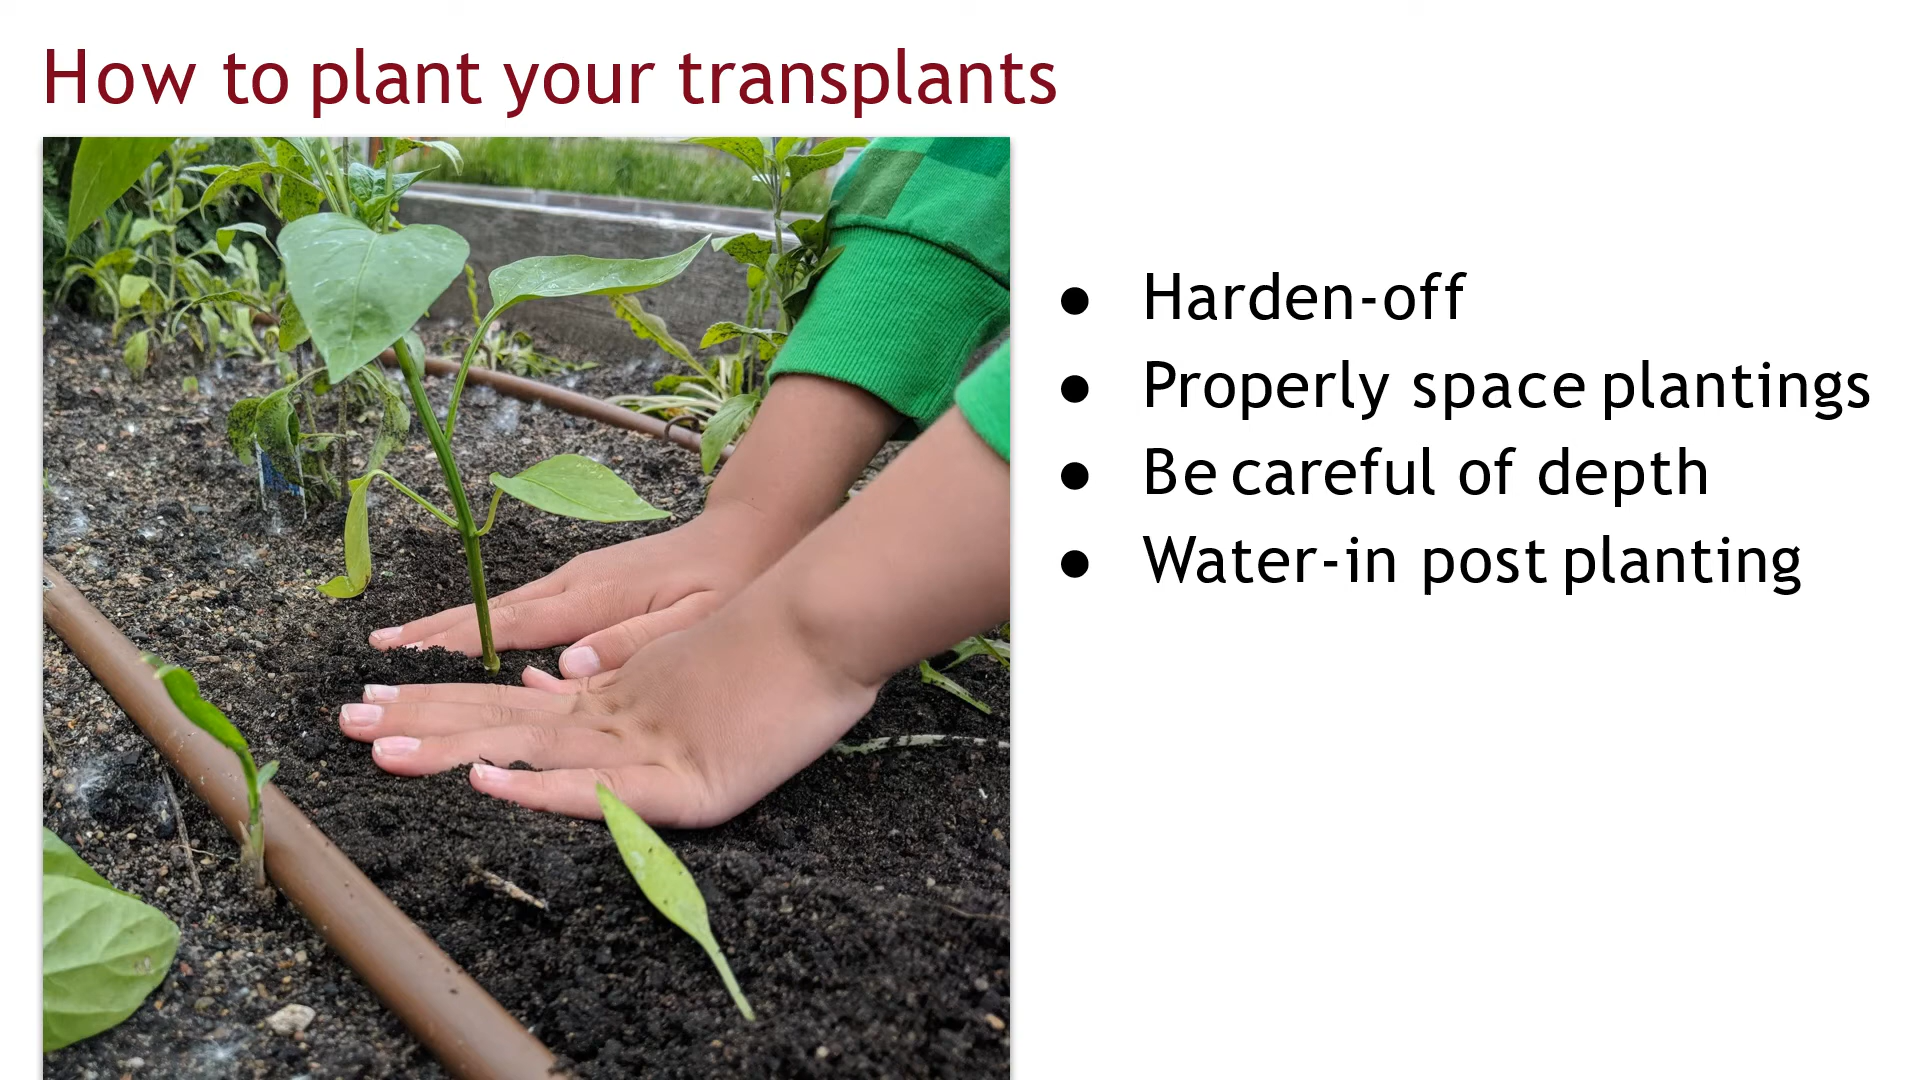 How to plant your transplants
● Harden-off
● Properly space plantings
● Be careful of depth
● Water-in post planting